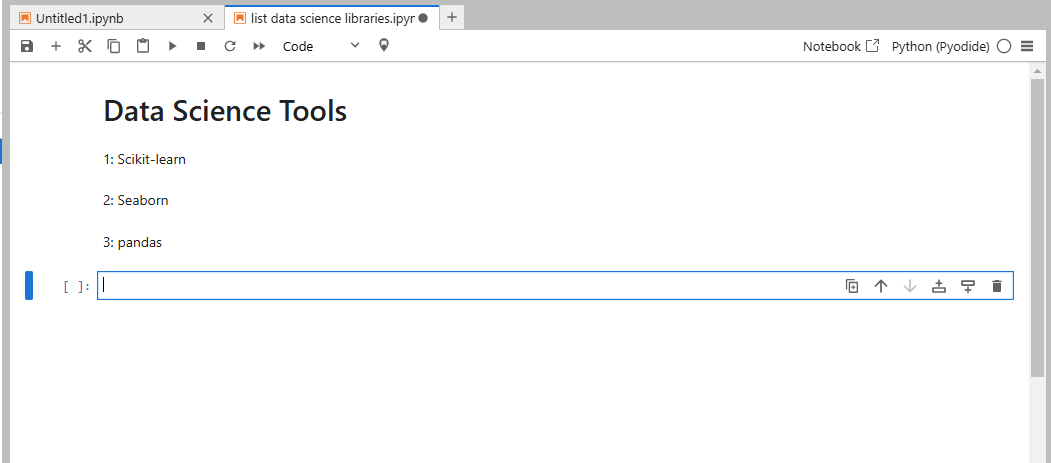 Untitled1.ipynb
list data science libraries.ipyr
Code
Notebook
Python (Pyodide)
Data Science Tools
1: Scikit-learn
2: Seaborn
3: pandas
[ ]: